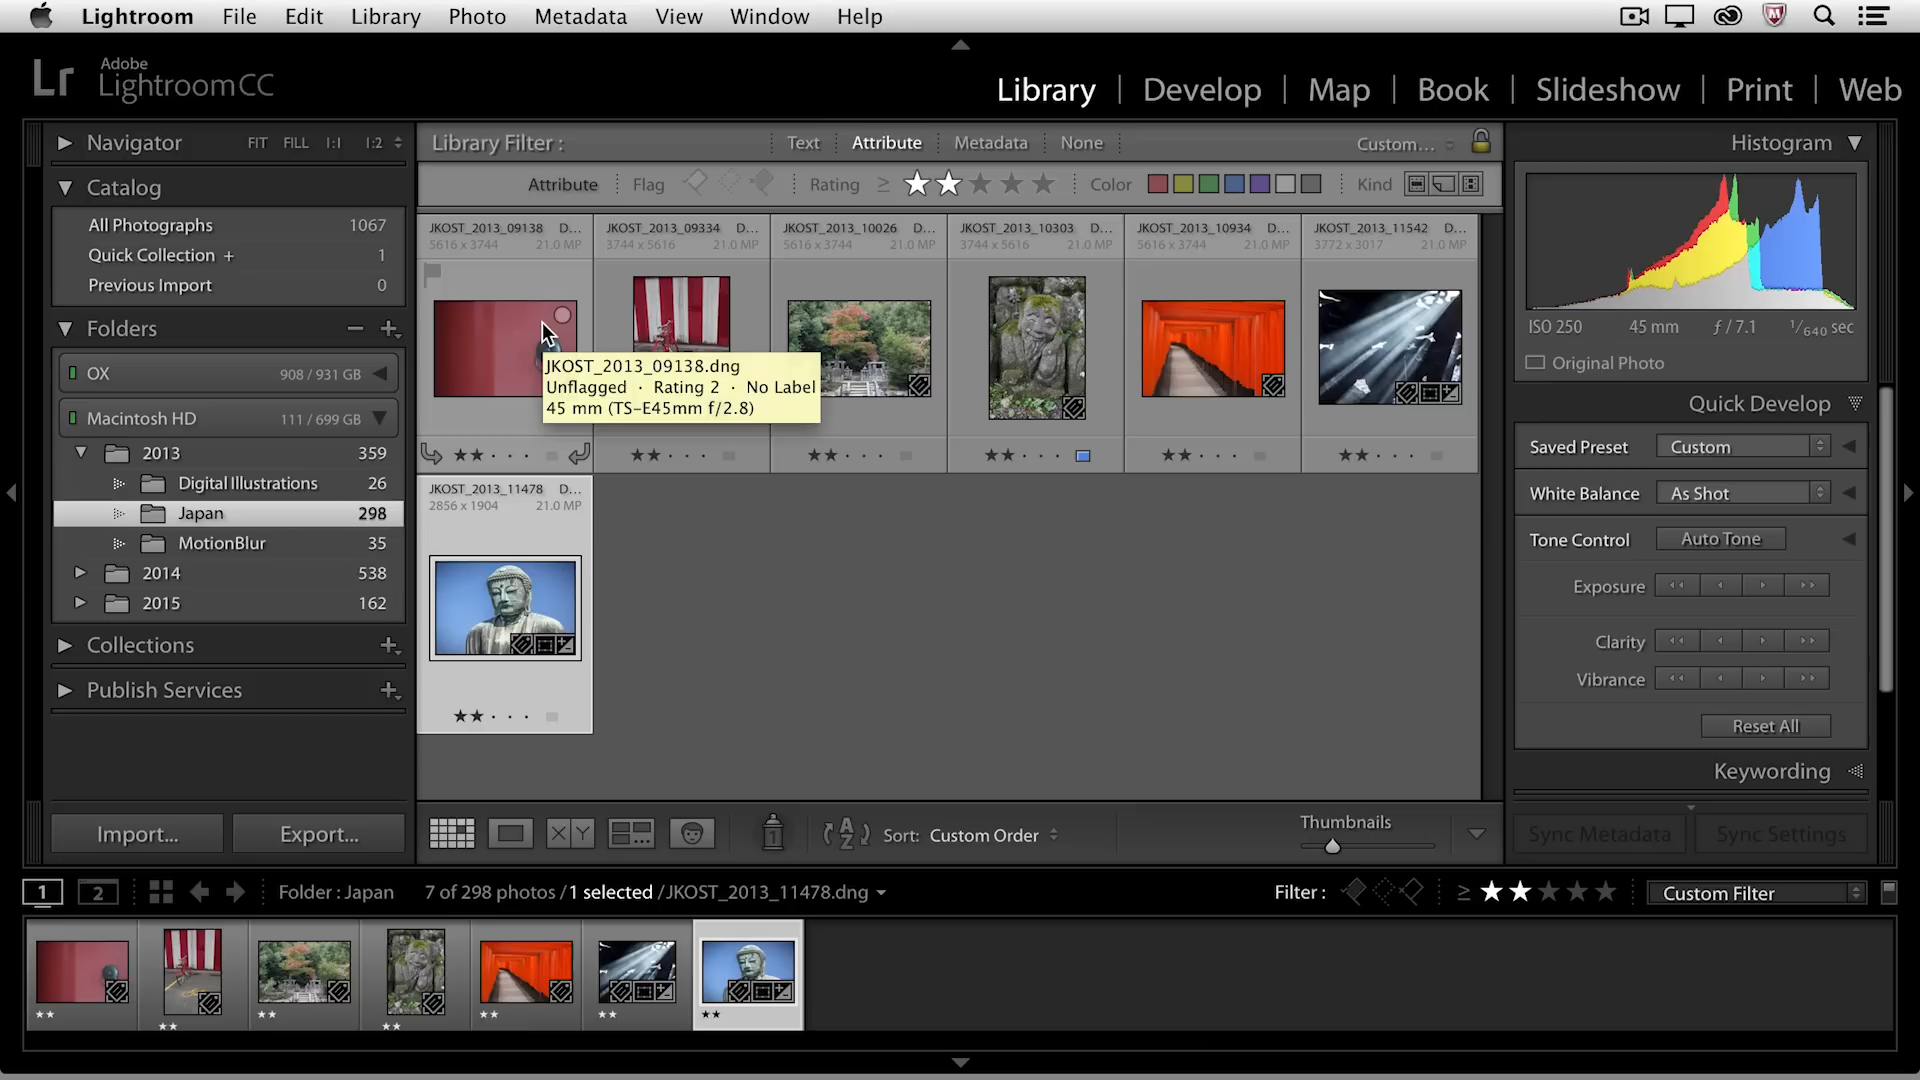 Lightroom File Edit Library Photo Metadata View Window Help
Lr Adobe
Lightroom CC
Library | Develop | Map | Book | Slideshow | Print | Web
Navigator FIT FILL 1:1 1:2
Catalog
All Photographs 1067
Quick Collection + 1
Previous Import 0
Folders
OX 908 / 931 GB
Macintosh HD 111 / 699 GB
2013 359
Digital Illustrations 26
Japan 298
MotionBlur 35
2014 538
2015 162
Collections
Publish Services
Import... Export...
Library Filter : Text Attribute Metadata None Custom...
Attribute Flag Rating ≥ ★★★★★ Color Kind
JKOST_2013_09138 D...
5616 x 3744 21.0 MP
JKOST_2013_09334 D...
3744 x 5616 21.0 MP
JKOST_2013_10026 D...
5616 x 3744 21.0 MP
JKOST_2013_10303 D...
3744 x 5616 21.0 MP
JKOST_2013_10934 D...
5616 x 3744 21.0 MP
JKOST_2013_11542 D...
3772 x 3017 21.0 MP
JKOST_2013_09138.dng
Unflagged · Rating 2 · No Label
45 mm (TS-E45mm f/2.8)
JKOST_2013_11478 D...
2856 x 1904 21.0 MP
XY
1
AZ
Sort: Custom Order
Thumbnails
Histogram
ISO 250 45 mm ƒ / 7.1 1/640 sec
Original Photo
Quick Develop
Saved Preset Custom
White Balance As Shot
Tone Control Auto Tone
Exposure
Clarity
Vibrance
Reset All
Keywording
Sync Metadata Sync Settings
1 2 Folder : Japan 7 of 298 photos / 1 selected / JKOST_2013_11478.dng Filter : ≥ ★★★★★ Custom Filter